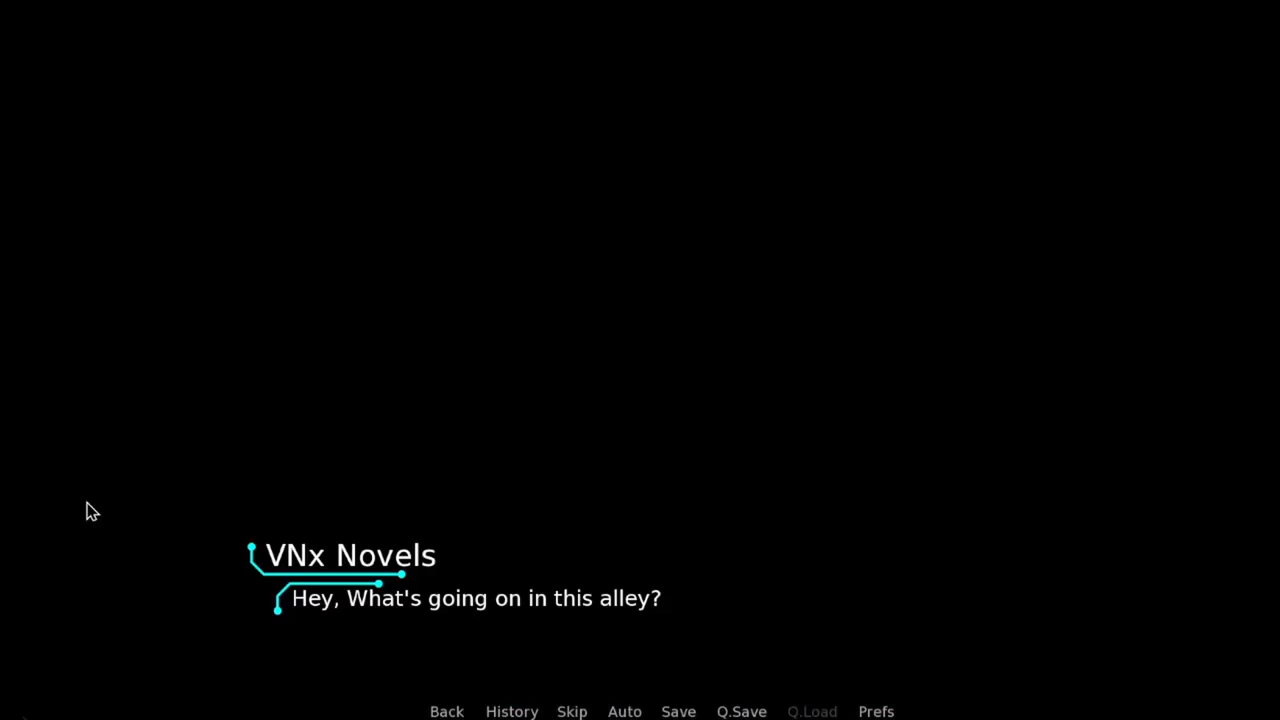 VNx Novels
Hey, What's going on in this alley?
Back History Skip Auto Save Q.Save Q.Load Prefs